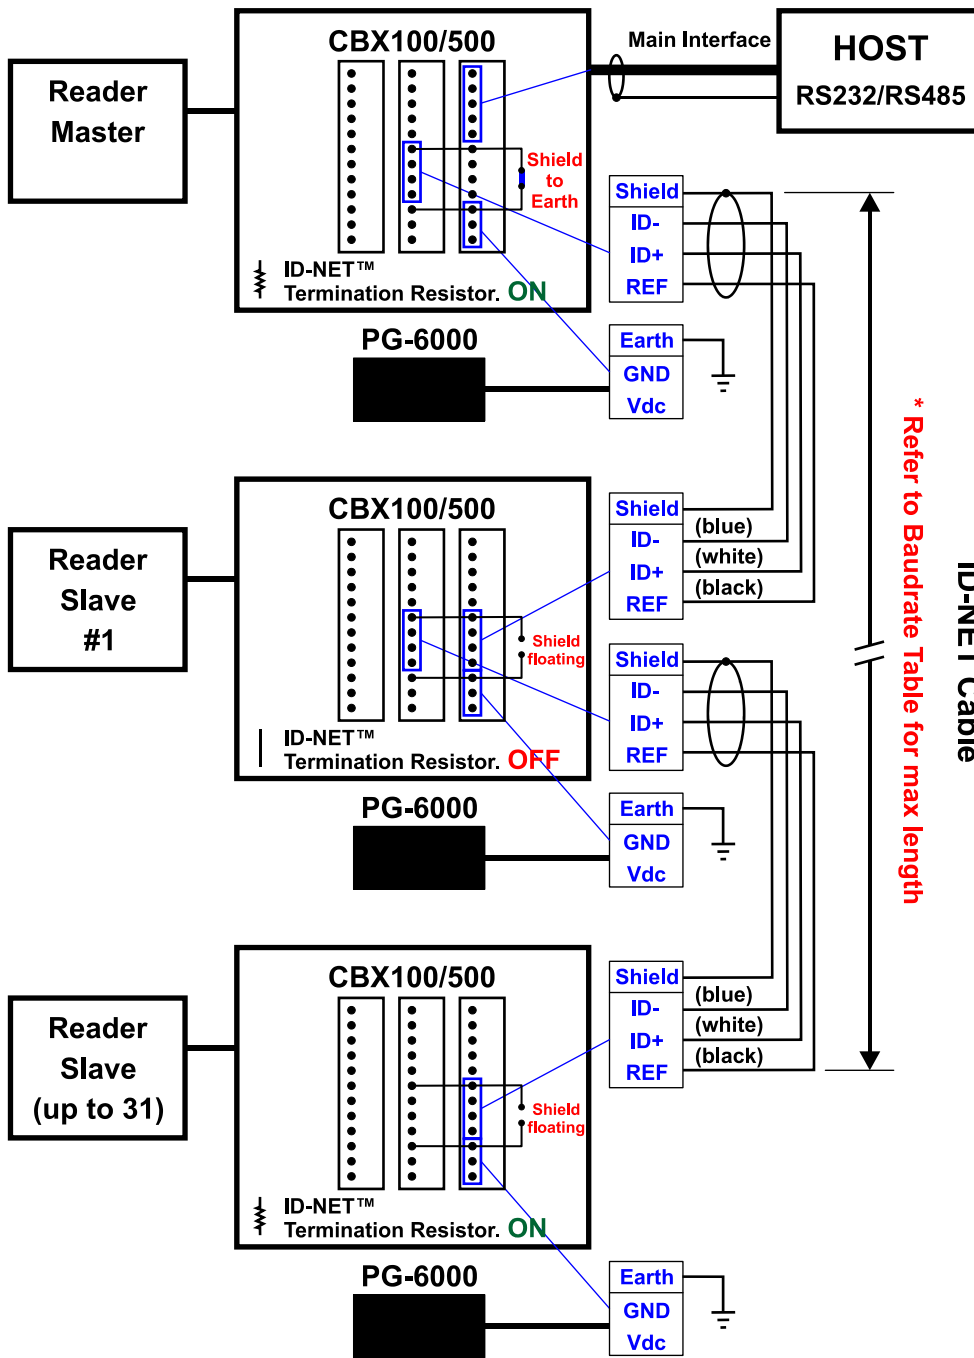 CBX100/500
Main Interface
HOST
RS232/RS485
Reader
Master
Shield
to
Earth
ID-NET™
Termination Resistor. ON
Shield
ID-
ID+
REF
PG-6000
Earth
GND
Vdc
CBX100/500
Reader
Slave
#1
Shield
floating
ID-NET™
Termination Resistor. OFF
Shield
(blue)
ID-
(white)
ID+
(black)
REF
Shield
ID-
ID+
REF
PG-6000
Earth
GND
Vdc
* Refer to Baudrate Table for max length
ID-NET Cable
CBX100/500
Reader
Slave
(up to 31)
Shield
floating
ID-NET™
Termination Resistor. ON
Shield
(blue)
ID-
(white)
ID+
(black)
REF
PG-6000
Earth
GND
Vdc